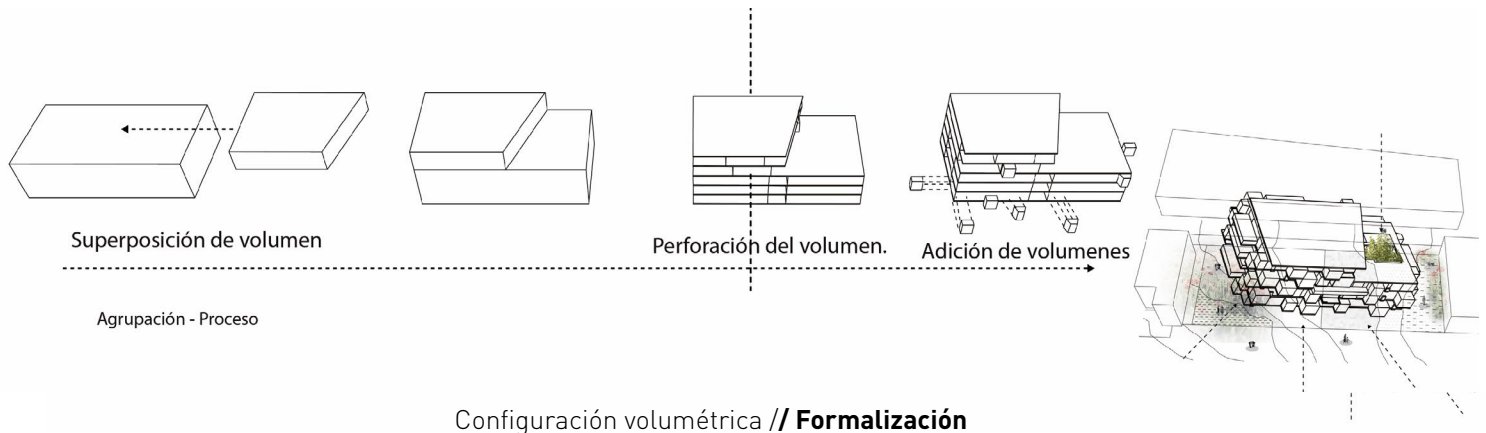 Superposición de volumen
Perforación del volumen.
Adición de volumenes
Agrupación - Proceso
Configuración volumétrica // Formalización